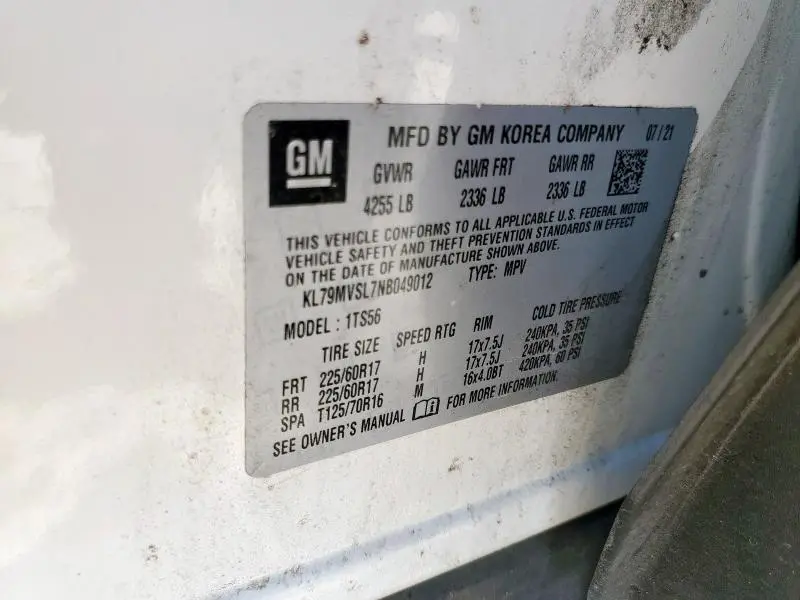 GM
MFD BY GM KOREA COMPANY 07/21
GVWR GAWR FRT GAWR RR
4255 LB 2336 LB 2336 LB
THIS VEHICLE CONFORMS TO ALL APPLICABLE U.S. FEDERAL MOTOR
VEHICLE SAFETY AND THEFT PREVENTION STANDARDS IN EFFECT
ON THE DATE OF MANUFACTURE SHOWN ABOVE.
KL79MVSL7NB049012 TYPE: MPV
MODEL : 1TS56
TIRE SIZE SPEED RTG RIM COLD TIRE PRESSURE
FRT 225/60R17 H 17x7.5J 240KPA, 35 PSI
RR 225/60R17 H 17x7.5J 240KPA, 35 PSI
SPA T125/70R16 M 16x4.0BT 420KPA, 60 PSI
SEE OWNER'S MANUAL FOR MORE INFORMATION.